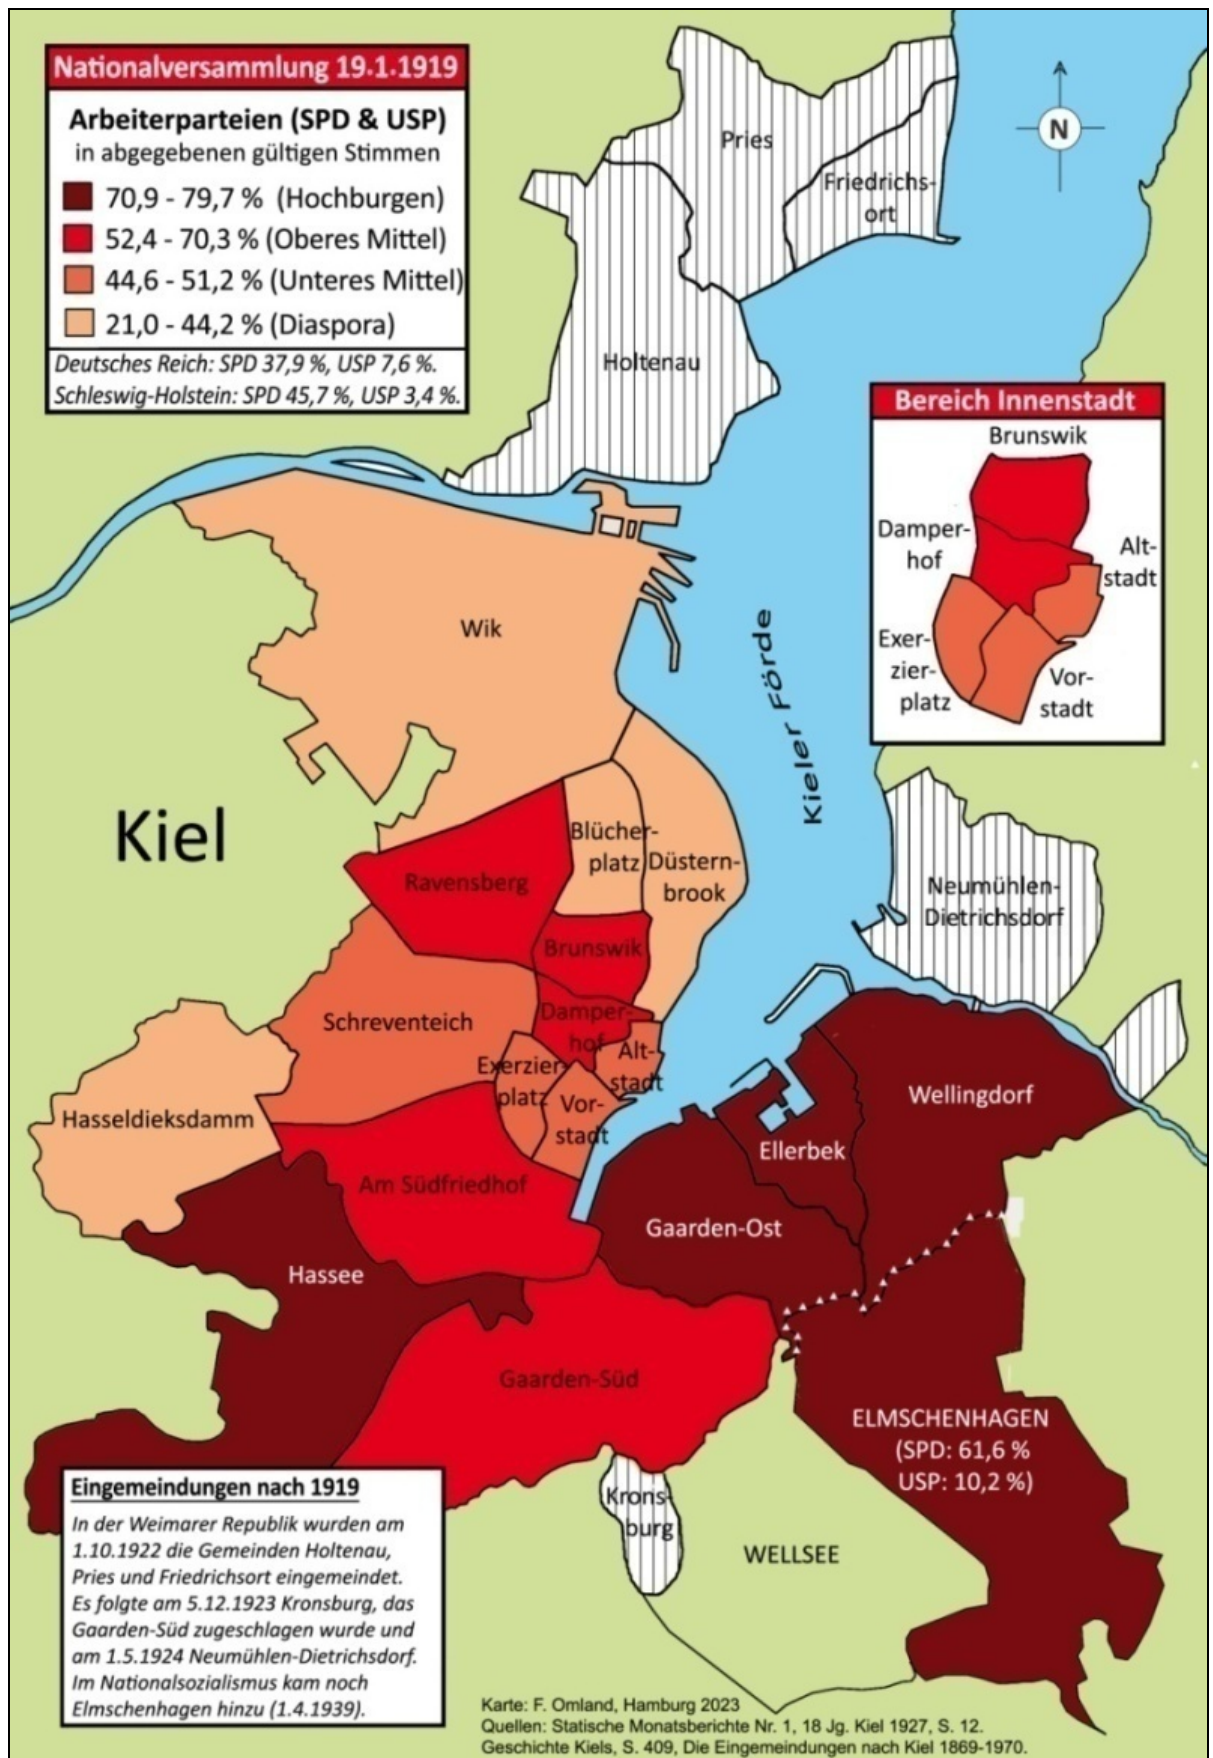 Nationalversammlung 19.1.1919
Arbeiterparteien (SPD & USP)
in abgegebenen gültigen Stimmen
70,9 - 79,7 % (Hochburgen)
52,4 - 70,3 % (Oberes Mittel)
44,6 - 51,2 % (Unteres Mittel)
21,0 - 44,2 % (Diaspora)
Deutsches Reich: SPD 37,9 %, USP 7,6 %.
Schleswig-Holstein: SPD 45,7 %, USP 3,4 %.
N
Pries
Friedrichs-
ort
Holtenau
Bereich Innenstadt
Brunswik
Damper-
hof
Alt-
stadt
Exer-
zier-
platz
Vor-
stadt
Wik
Kieler Förde
Kiel
Blücher-
platz
Düstern-
brook
Ravensberg
Neumühlen-
Dietrichsdorf
Brunswik
Schreventeich
Damper-
hof
Alt-
stadt
Exerzier-
platz
Vor-
stadt
Hasseldieksdamm
Wellingdorf
Ellerbek
Am Südfriedhof
Gaarden-Ost
Hassee
Gaarden-Süd
ELMSCHENHAGEN
(SPD: 61,6 %
USP: 10,2 %)
Krons-
burg
WELLSEE
Eingemeindungen nach 1919
In der Weimarer Republik wurden am
1.10.1922 die Gemeinden Holtenau,
Pries und Friedrichsort eingemeindet.
Es folgte am 5.12.1923 Kronsburg, das
Gaarden-Süd zugeschlagen wurde und
am 1.5.1924 Neumühlen-Dietrichsdorf.
Im Nationalsozialismus kam noch
Elmschenhagen hinzu (1.4.1939).
Karte: F. Omland, Hamburg 2023
Quellen: Statische Monatsberichte Nr. 1, 18 Jg. Kiel 1927, S. 12.
Geschichte Kiels, S. 409, Die Eingemeindungen nach Kiel 1869-1970.